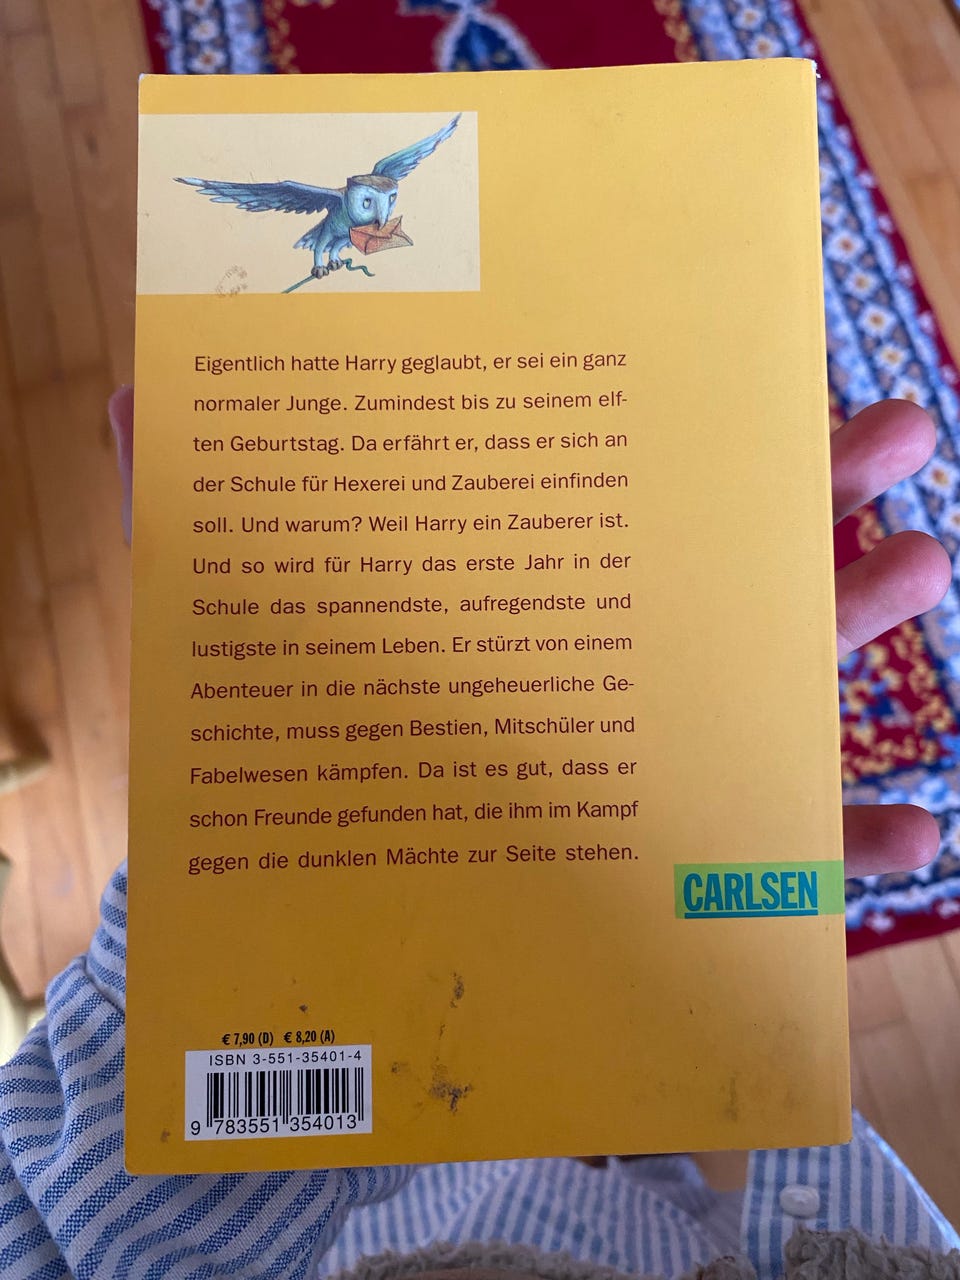 Eigentlich hatte Harry geglaubt, er sei ein ganz
normaler Junge. Zumindest bis zu seinem elf-
ten Geburtstag. Da erfährt er, dass er sich an
der Schule für Hexerei und Zauberei einfinden
soll. Und warum? Weil Harry ein Zauberer ist.
Und so wird für Harry das erste Jahr in der
Schule das spannendste, aufregendste und
lustigste in seinem Leben. Er stürzt von einem
Abenteuer in die nächste ungeheuerliche Ge-
schichte, muss gegen Bestien, Mitschüler und
Fabelwesen kämpfen. Da ist es gut, dass er
schon Freunde gefunden hat, die ihm im Kampf
gegen die dunklen Mächte zur Seite stehen.
CARLSEN
€ 7,90 (D) € 8,20 (A)
ISBN 3-551-35401-4
9 783551 354013